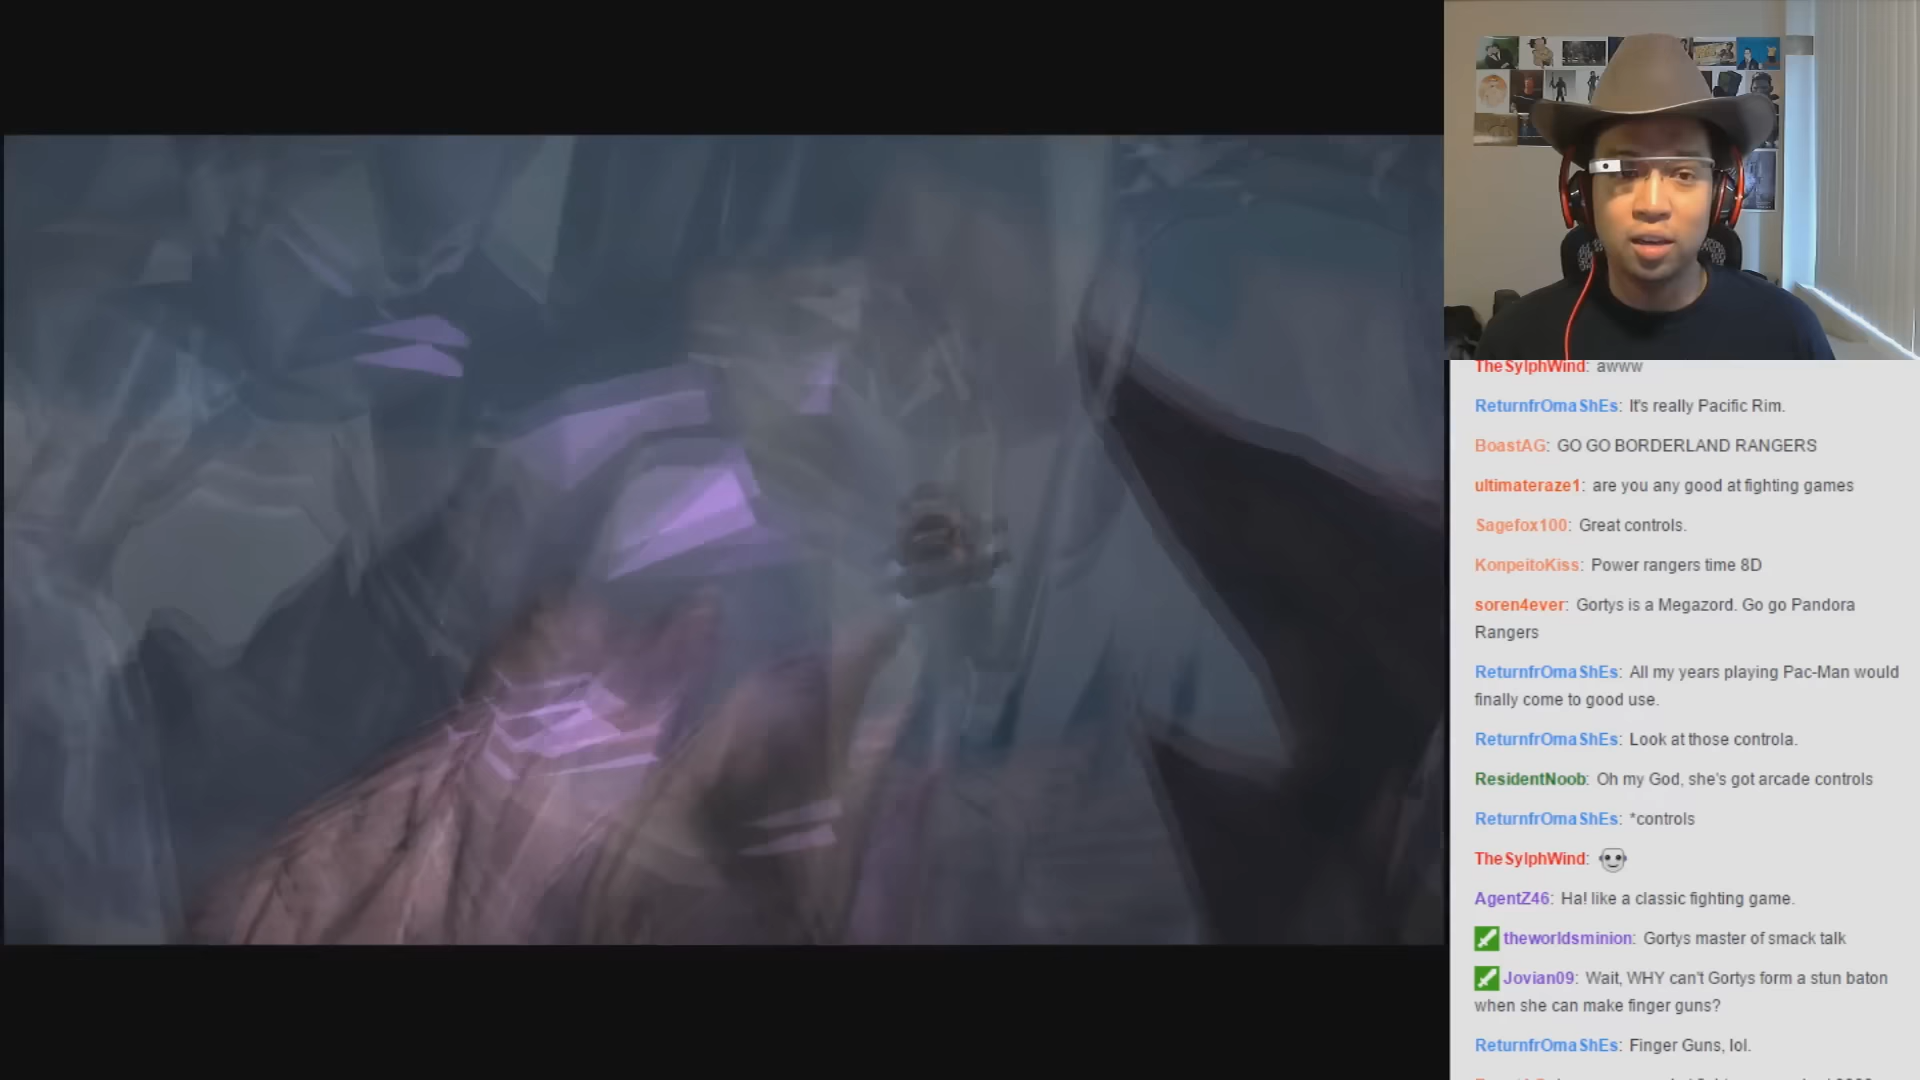 TheSylphWind: awww
ReturnfrOmaShEs: It's really Pacific Rim.
BoastAG: GO GO BORDERLAND RANGERS
ultimateraze1: are you any good at fighting games
Sagefox100: Great controls.
KonpeitoKiss: Power rangers time 8D
soren4ever: Gortys is a Megazord. Go go Pandora
Rangers
ReturnfrOmaShEs: All my years playing Pac-Man would
finally come to good use.
ReturnfrOmaShEs: Look at those controla.
ResidentNoob: Oh my God, she's got arcade controls
ReturnfrOmaShEs: *controls
TheSylphWind:
AgentZ46: Ha! like a classic fighting game.
theworldsminion: Gortys master of smack talk
Jovian09: Wait, WHY can't Gortys form a stun baton
when she can make finger guns?
ReturnfrOmaShEs: Finger Guns, lol.